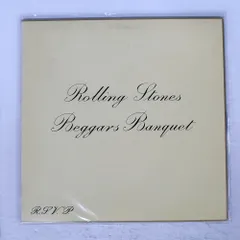 Rolling Stones
Beggars Banquet
R.S.V.P.